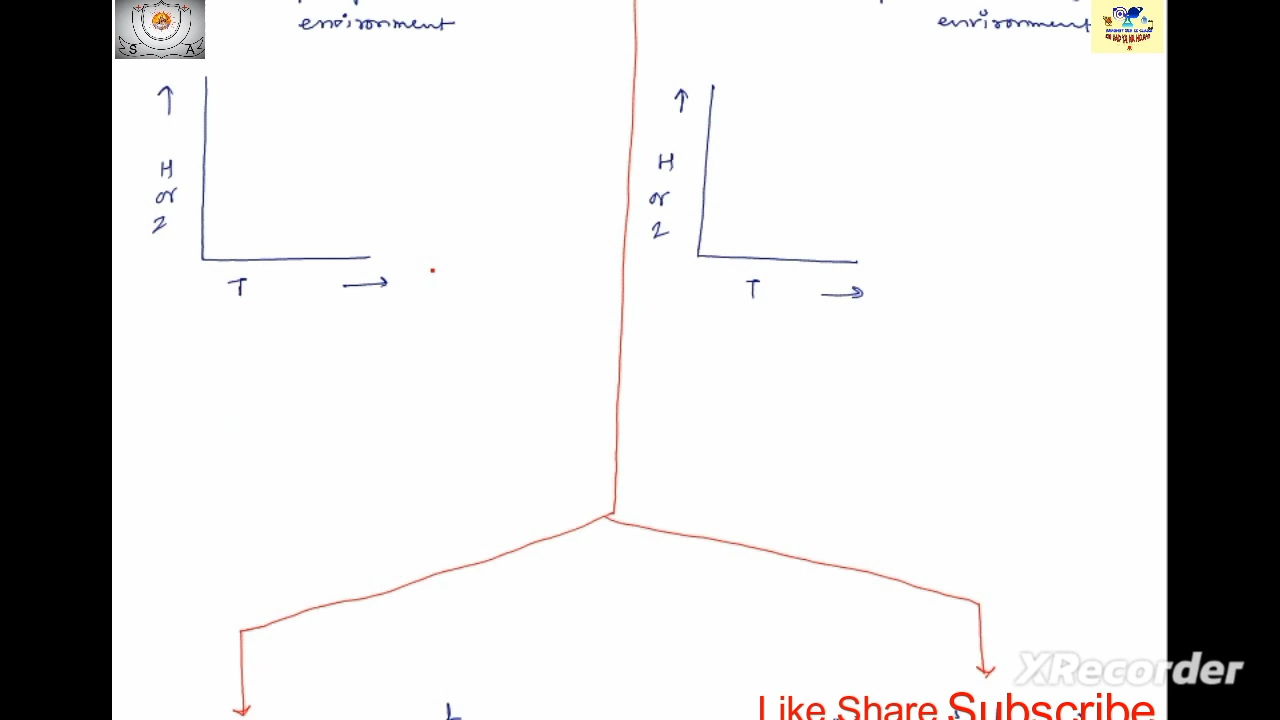 environment
environment
S A
H
or
Z
T
H
or
Z
T
XRecorder
Like Share Subscribe